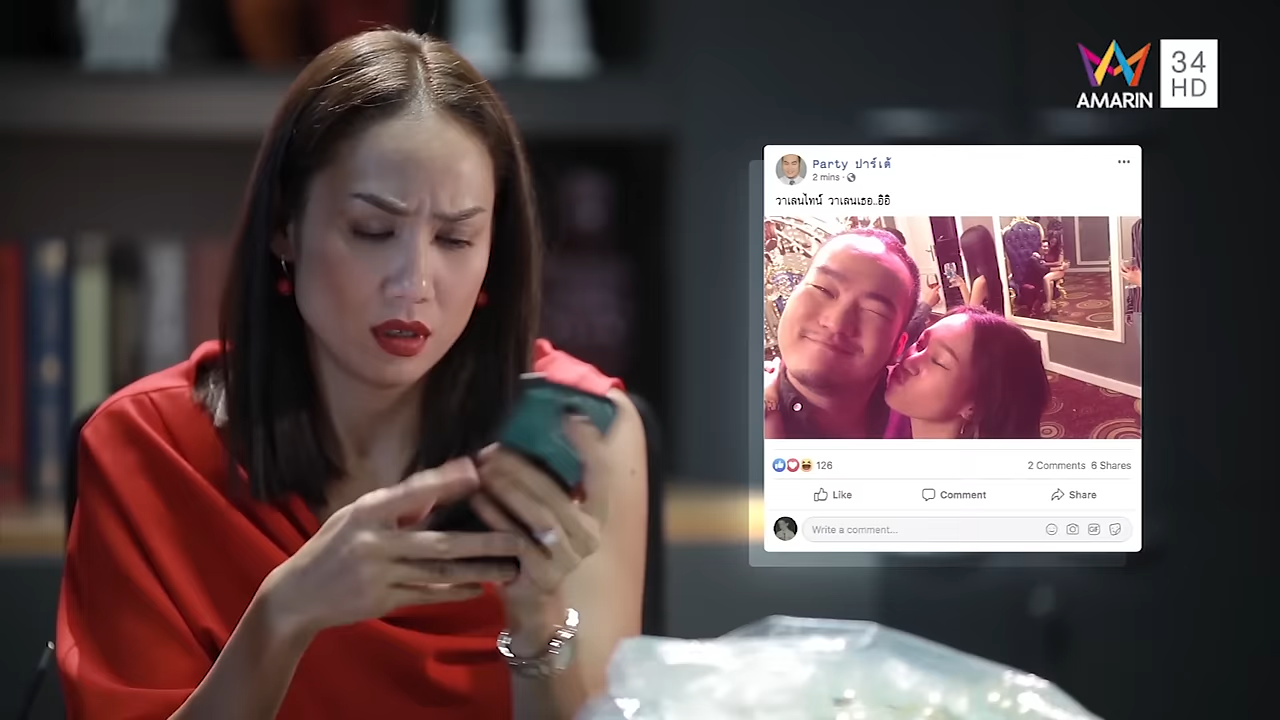 AMARIN
34
HD
Party ปาร์เต้
2 mins ·
วาเลนไทน์ วาเลนเธอ..อิอิ
126
2 Comments 6 Shares
Like Comment Share
Write a comment...
GIF